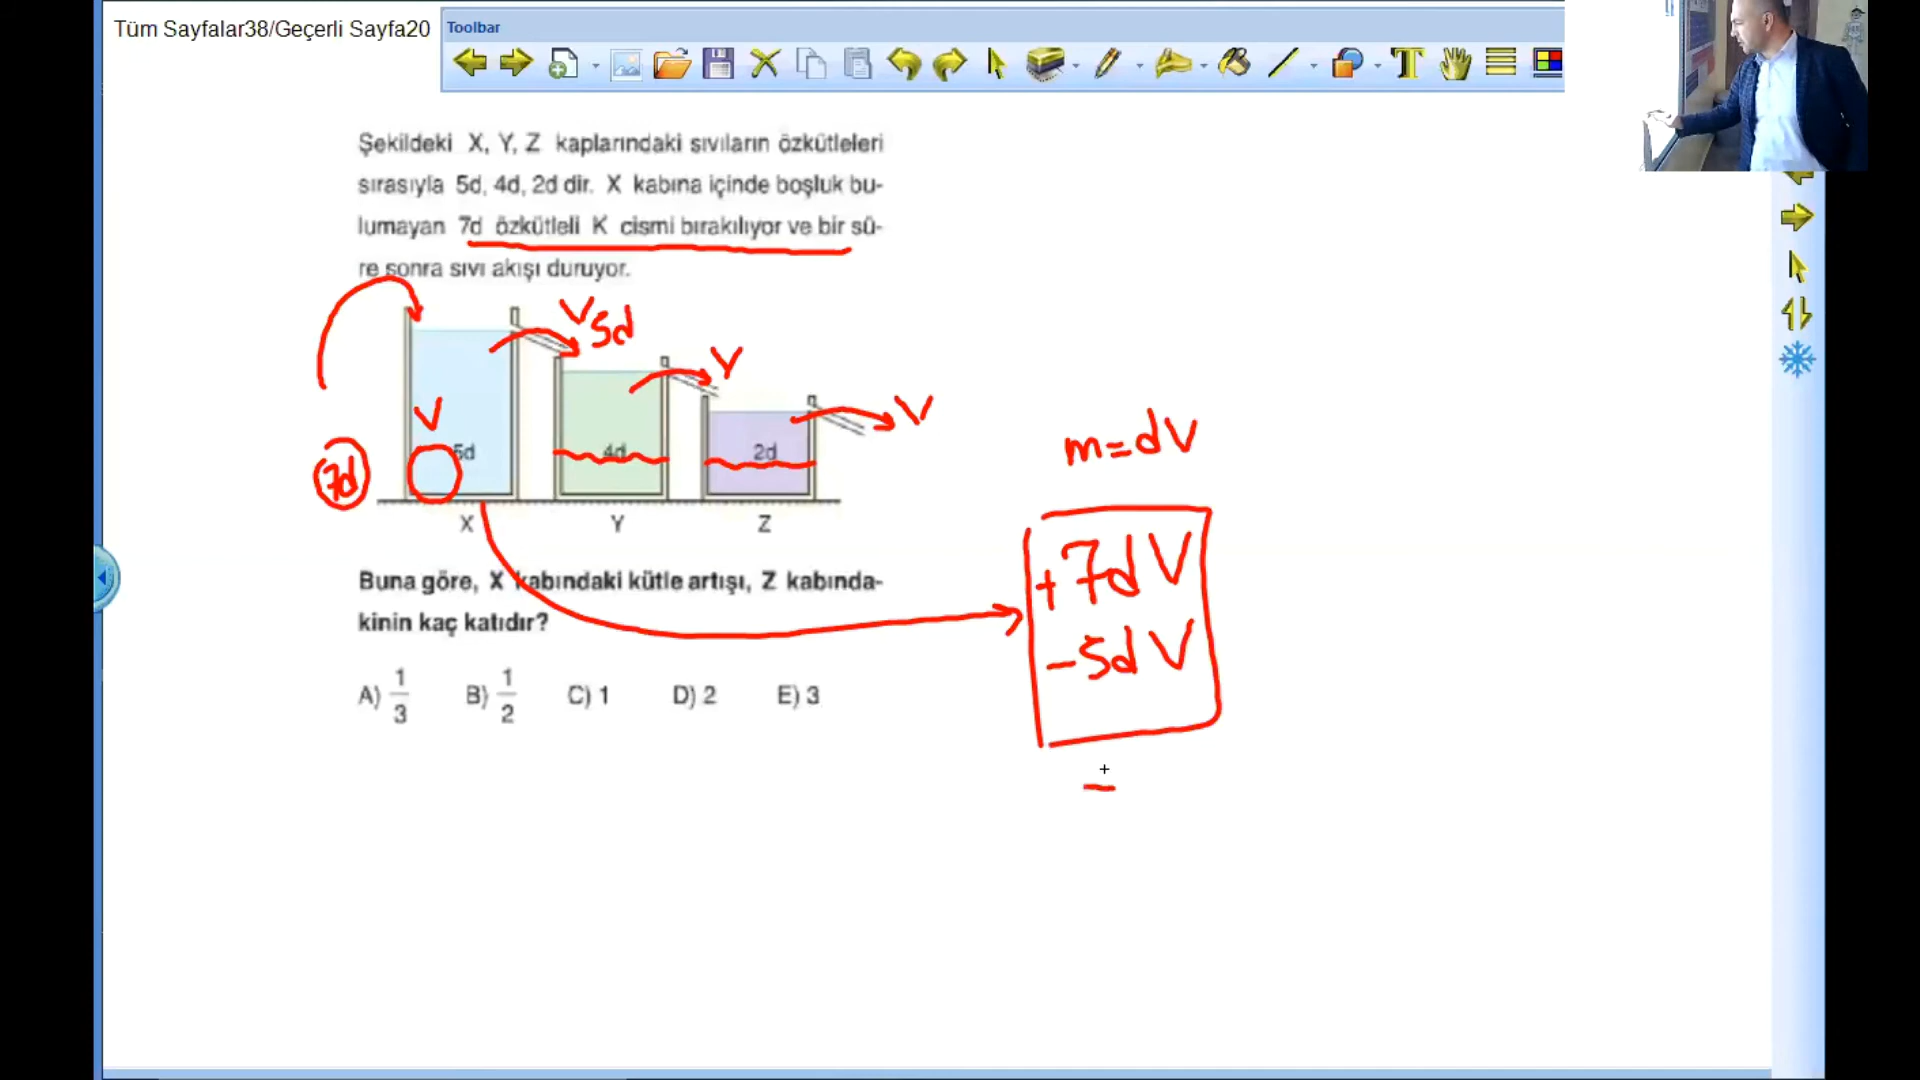 Tüm Sayfalar38/Geçerli Sayfa20
Toolbar
Şekildeki X, Y, Z kaplarındaki sıvıların özkütleleri
sırasıyla 5d, 4d, 2d dir. X kabına içinde boşluk bu-
lumayan 7d özkütleli K cismi bırakılıyor ve bir sü-
re sonra sıvı akışı duruyor.
V 5d
V
V
V
7d
5d
4d
2d
X Y Z
m=dV
+7dV
-5dV
Buna göre, X kabındaki kütle artışı, Z kabında-
kinin kaç katıdır?
A) 1/3 B) 1/2 C) 1 D) 2 E) 3